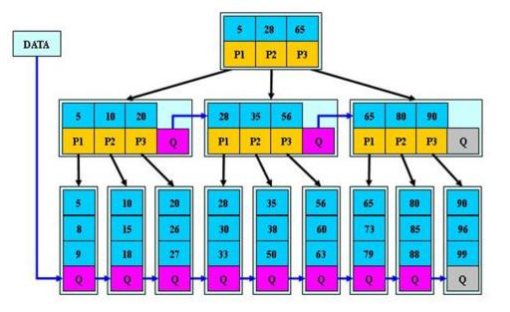 5 28 65
DATA
P1 P2 P3
5 10 20
28 35 56
65 80 90
P1 P2 P3 Q
P1 P2 P3 Q
P1 P2 P3 Q
5 10 20 28 35 56 65 80 90
8 15 26 30 38 60 73 85 96
9 18 27 33 50 63 79 88 99
Q Q Q Q Q Q Q Q Q